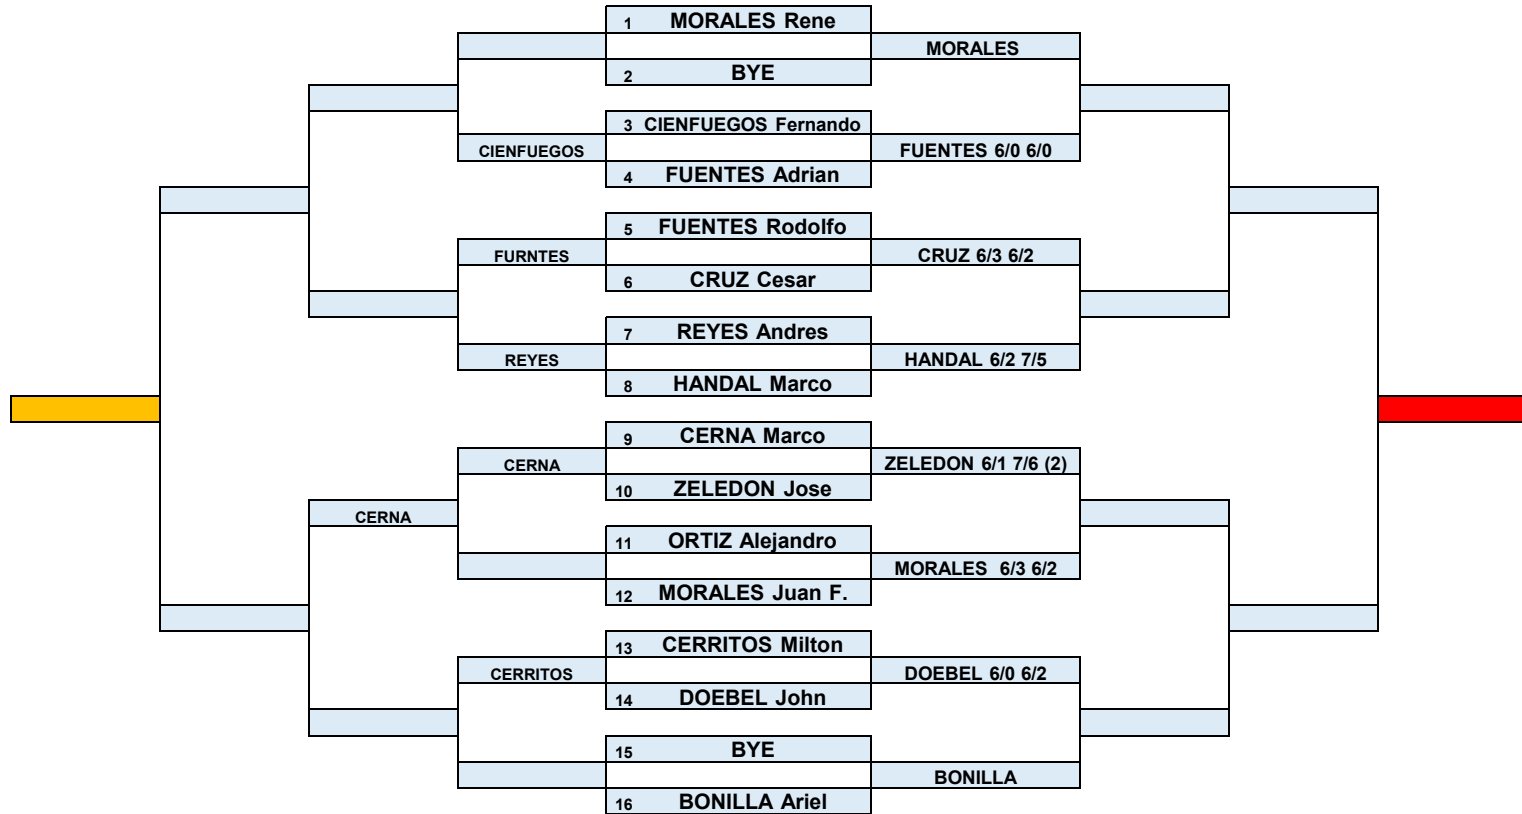 1 MORALES Rene
MORALES
2 BYE
3 CIENFUEGOS Fernando
CIENFUEGOS
FUENTES 6/0 6/0
4 FUENTES Adrian
5 FUENTES Rodolfo
FURNTES
CRUZ 6/3 6/2
6 CRUZ Cesar
7 REYES Andres
REYES
HANDAL 6/2 7/5
8 HANDAL Marco
9 CERNA Marco
CERNA
ZELEDON 6/1 7/6 (2)
10 ZELEDON Jose
CERNA
11 ORTIZ Alejandro
MORALES 6/3 6/2
12 MORALES Juan F.
13 CERRITOS Milton
CERRITOS
DOEBEL 6/0 6/2
14 DOEBEL John
15 BYE
BONILLA
16 BONILLA Ariel